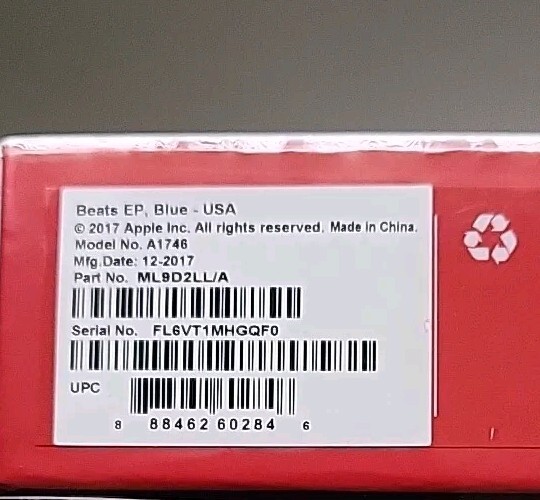 Beats EP, Blue - USA
© 2017 Apple Inc. All rights reserved. Made in China.
Model No. A1746
Mfg.Date: 12-2017
Part No. ML9D2LL/A
Serial No. FL6VT1MHGQF0
UPC
8 88462 60284 6